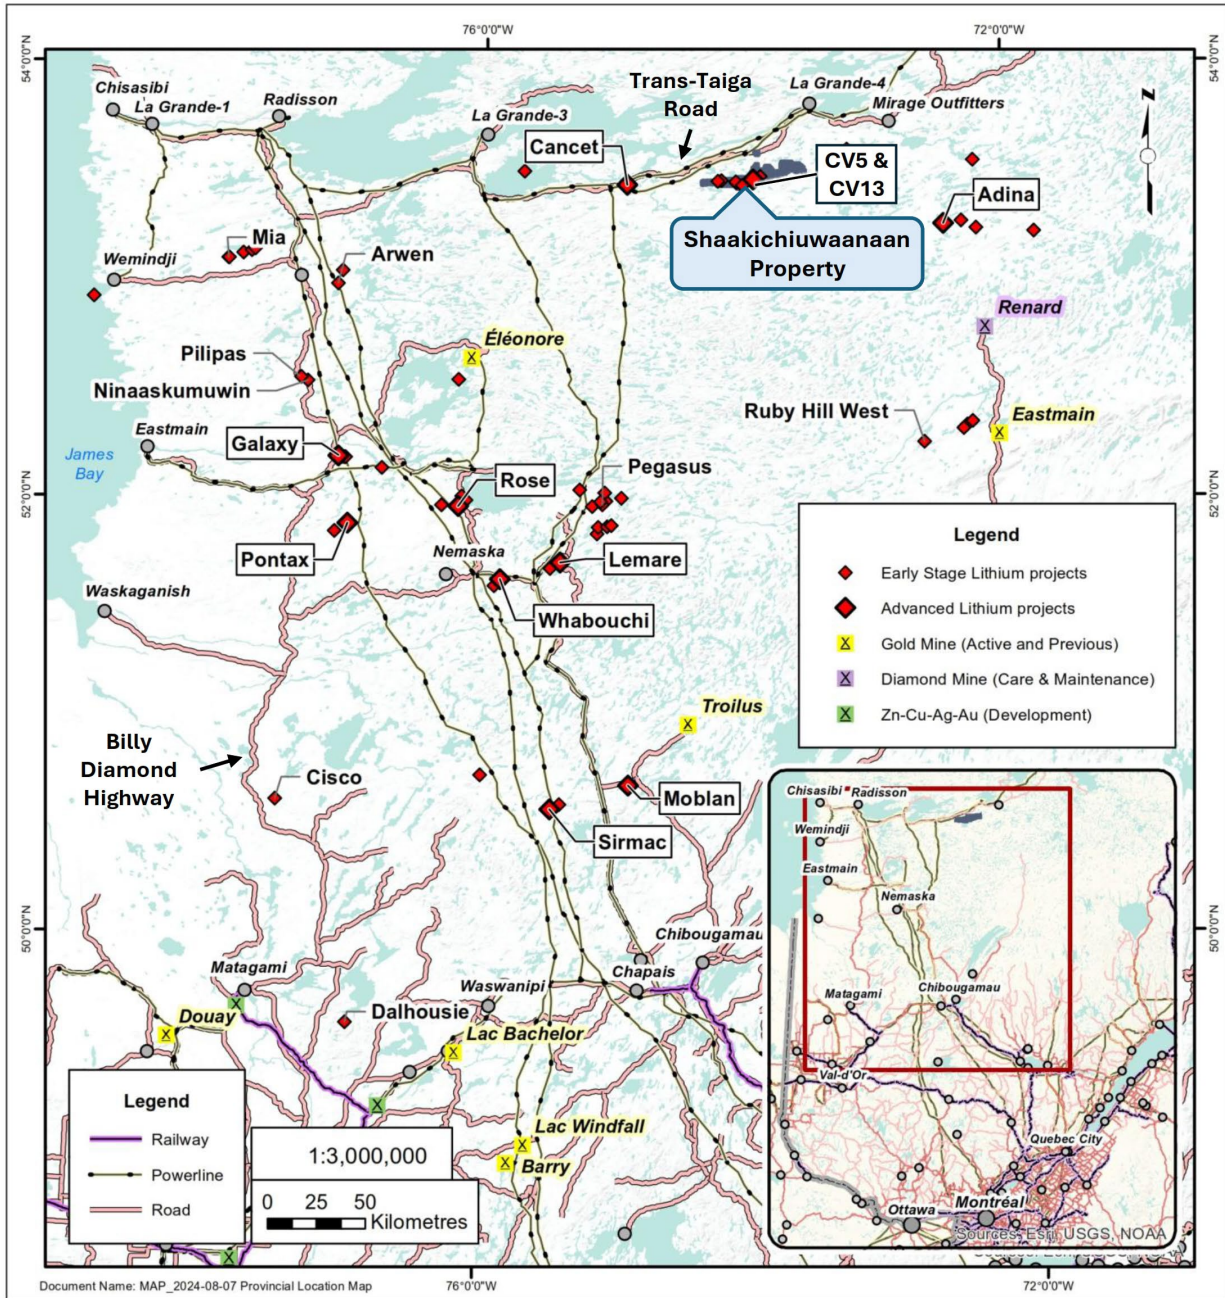 76°0'0"W
72°0'0"W
54°0'0"N
54°0'0"N
Chisasibi
La Grande-1
Radisson
La Grande-3
Trans-Taiga
Road
La Grande-4
Mirage Outfitters
Cancet
CV5 &
CV13
Adina
Shaakichiuwaanaan
Property
N
Mia
Arwen
Wemindji
Renard
Éléonore
Pilipas
Ninaaskumuwin
Ruby Hill West
Eastmain
Eastmain
James
Bay
Galaxy
Rose
Pegasus
52°0'0"N
52°0'0"N
Pontax
Nemaska
Lemare
Waskaganish
Whabouchi
Legend
Early Stage Lithium projects
Advanced Lithium projects
Gold Mine (Active and Previous)
Diamond Mine (Care & Maintenance)
Zn-Cu-Ag-Au (Development)
Troilus
Billy
Diamond
Highway
Cisco
Moblan
Sirmac
Chisasibi
Radisson
Wemindji
Eastmain
Nemaska
Matagami
Chibougamau
Val-d'Or
Quebec City
Ottawa
Montréal
Sources: Esri, USGS, NOAA
50°0'0"N
50°0'0"N
Chibougamau
Matagami
Chapais
Waswanipi
Douay
Dalhousie
Lac Bachelor
Lac Windfall
Barry
Legend
Railway
Powerline
Road
1:3,000,000
0 25 50
Kilometres
Document Name: MAP_2024-08-07 Provincial Location Map
76°0'0"W
72°0'0"W